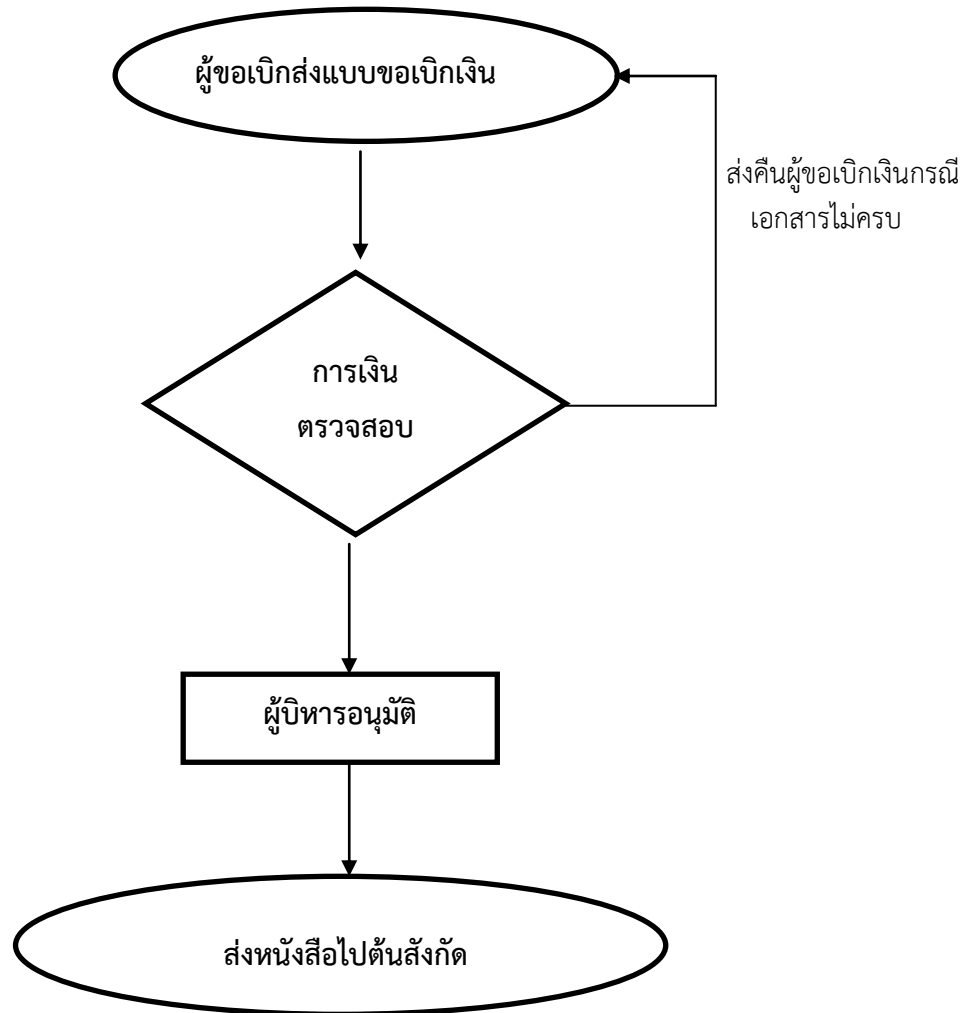 ผู้ขอเบิกส่งแบบขอเบิกเงิน
ส่งคืนผู้ขอเบิกเงินกรณี
เอกสารไม่ครบ
การเงิน
ตรวจสอบ
ผู้บิหารอนุมัติ
ส่งหนังสือไปต้นสังกัด